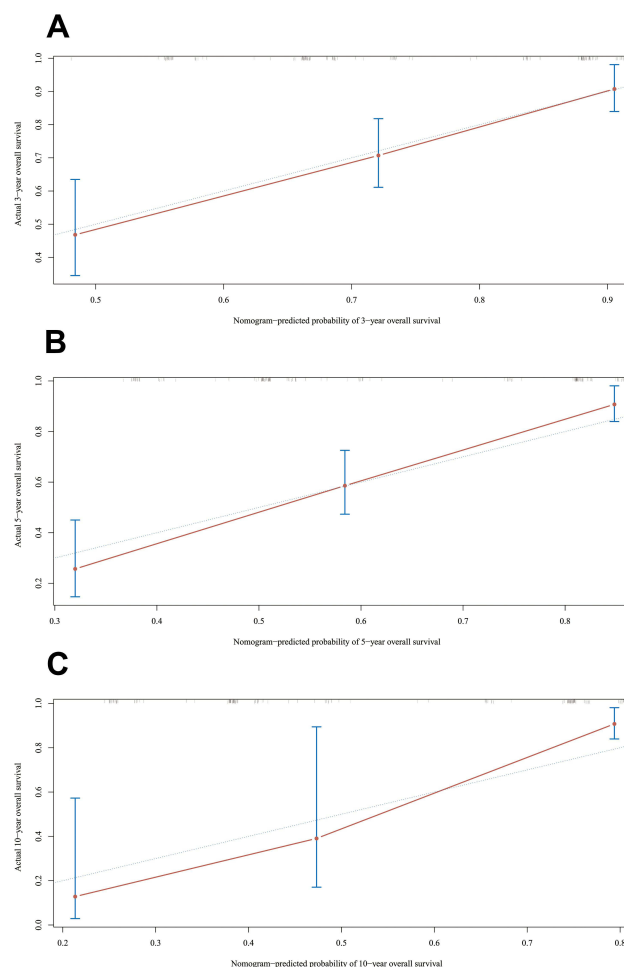 A
1.0
0.9
0.8
0.7
0.6
0.5
0.4
Actual 3−year overall survival
0.5 0.6 0.7 0.8 0.9
Nomogram−predicted probability of 3−year overall survival
B
1.0
0.8
0.6
0.4
0.2
Actual 5−year overall survival
0.3 0.4 0.5 0.6 0.7 0.8
Nomogram−predicted probability of 5−year overall survival
C
1.0
0.8
0.6
0.4
0.2
0.0
Actual 10−year overall survival
0.2 0.3 0.4 0.5 0.6 0.7 0.8
Nomogram−predicted probability of 10−year overall survival